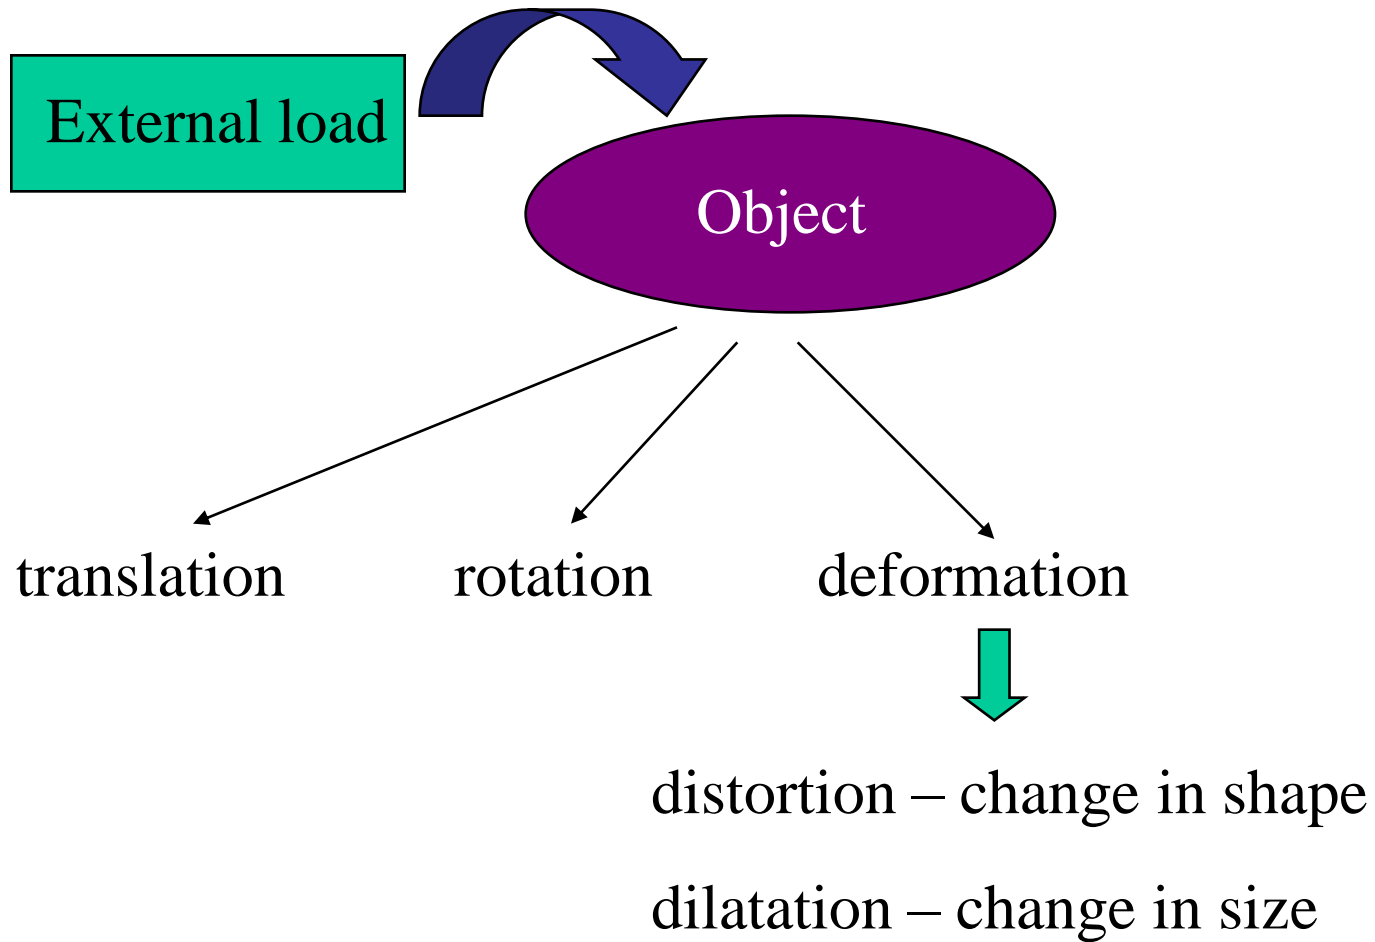 External load
Object
translation rotation deformation
distortion – change in shape
dilatation – change in size